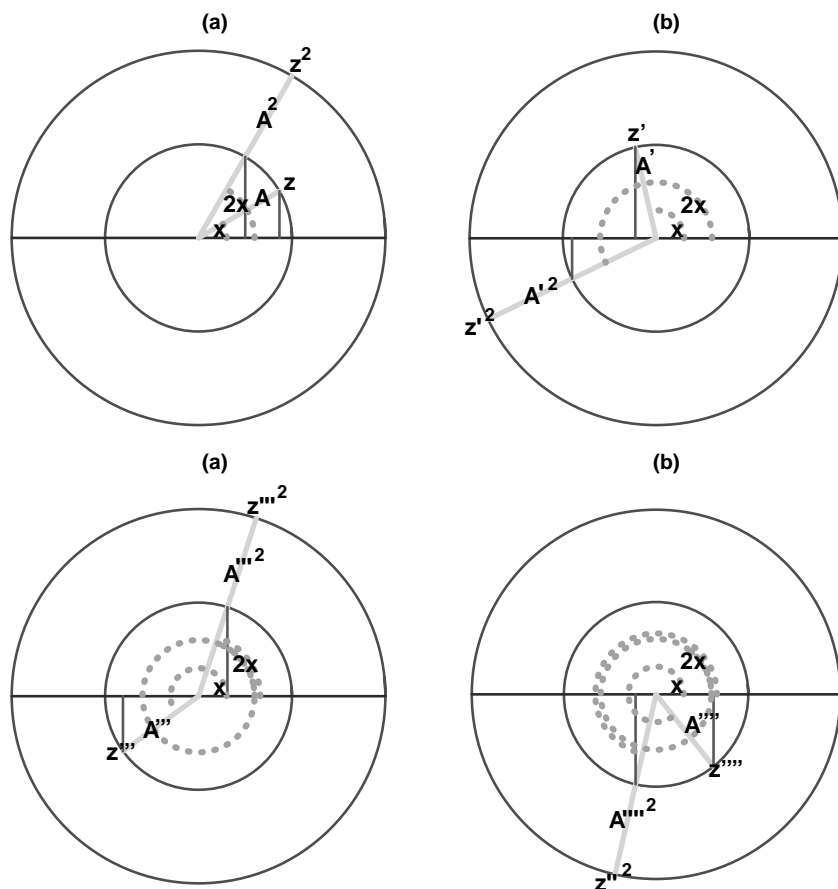 (a)
z²
A²
A
z
2x
x
(b)
z’
A’
2x
x
A'²
z'²
(a)
z'''²
A'''²
2x
x
A’’’
z’’’
(b)
2x
x
A’’’’
z’’’’
A''''²
z''²